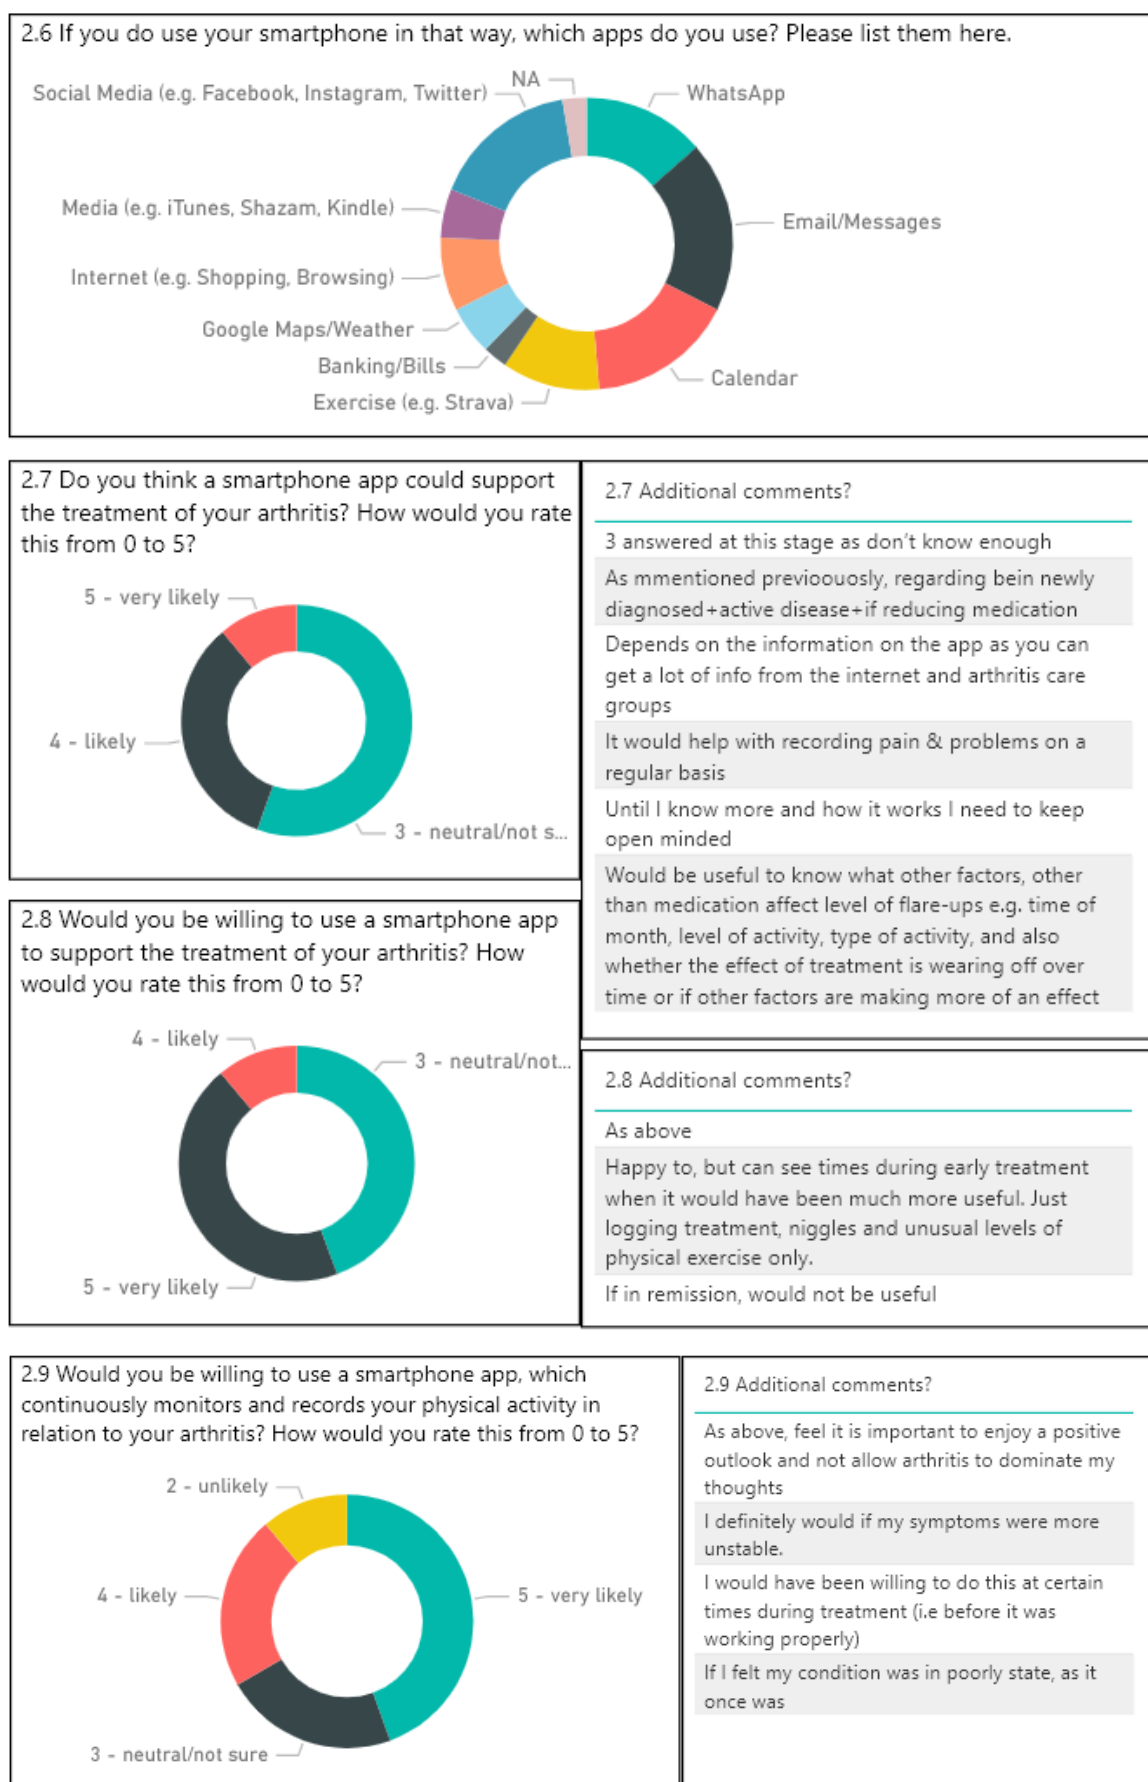 2.6 If you do use your smartphone in that way, which apps do you use? Please list them here.
NA
Social Media (e.g. Facebook, Instagram, Twitter)
WhatsApp
Media (e.g. iTunes, Shazam, Kindle)
Email/Messages
Internet (e.g. Shopping, Browsing)
Google Maps/Weather
Banking/Bills
Calendar
Exercise (e.g. Strava)
2.7 Do you think a smartphone app could support
the treatment of your arthritis? How would you rate
this from 0 to 5?
5 - very likely
4 - likely
3 - neutral/not s...
2.7 Additional comments?
3 answered at this stage as don't know enough
As mmentioned previoouosly, regarding bein newly
diagnosed+active disease+if reducing medication
Depends on the information on the app as you can
get a lot of info from the internet and arthritis care
groups
It would help with recording pain & problems on a
regular basis
Until I know more and how it works I need to keep
open minded
Would be useful to know what other factors, other
than medication affect level of flare-ups e.g. time of
month, level of activity, type of activity, and also
whether the effect of treatment is wearing off over
time or if other factors are making more of an effect
2.8 Would you be willing to use a smartphone app
to support the treatment of your arthritis? How
would you rate this from 0 to 5?
4 - likely
3 - neutral/not...
5 - very likely
2.8 Additional comments?
As above
Happy to, but can see times during early treatment
when it would have been much more useful. Just
logging treatment, niggles and unusual levels of
physical exercise only.
If in remission, would not be useful
2.9 Would you be willing to use a smartphone app, which
continuously monitors and records your physical activity in
relation to your arthritis? How would you rate this from 0 to 5?
2 - unlikely
4 - likely
5 - very likely
3 - neutral/not sure
2.9 Additional comments?
As above, feel it is important to enjoy a positive
outlook and not allow arthritis to dominate my
thoughts
I definitely would if my symptoms were more
unstable.
I would have been willing to do this at certain
times during treatment (i.e before it was
working properly)
If I felt my condition was in poorly state, as it
once was